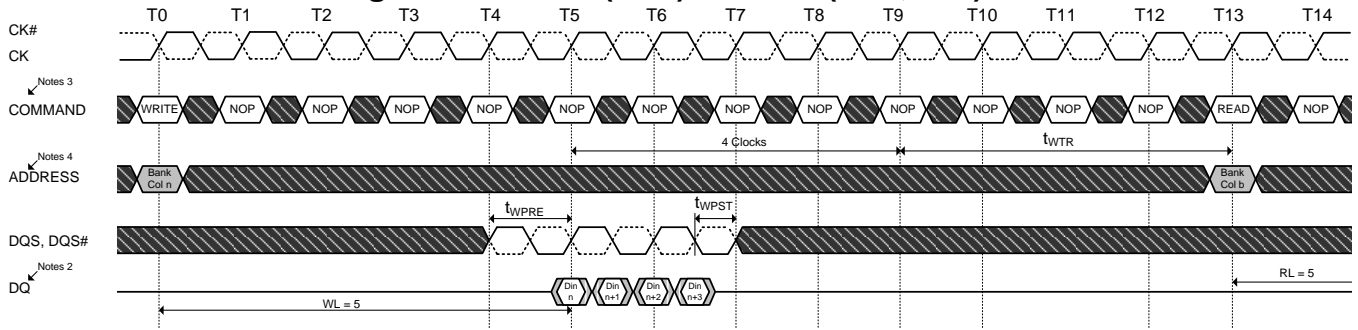 T0 T1 T2 T3 T4 T5 T6 T7 T8 T9 T10 T11 T12 T13 T14
CK#
CK
Notes 3
COMMAND
WRITE NOP NOP NOP NOP NOP NOP NOP NOP NOP NOP NOP NOP READ NOP
4 Clocks
tWTR
Notes 4
ADDRESS
Bank
Col n
Bank
Col b
tWPRE
tWPST
DQS, DQS#
Notes 2
DQ
Din
n
Din
n+1
Din
n+2
Din
n+3
WL = 5
RL = 5